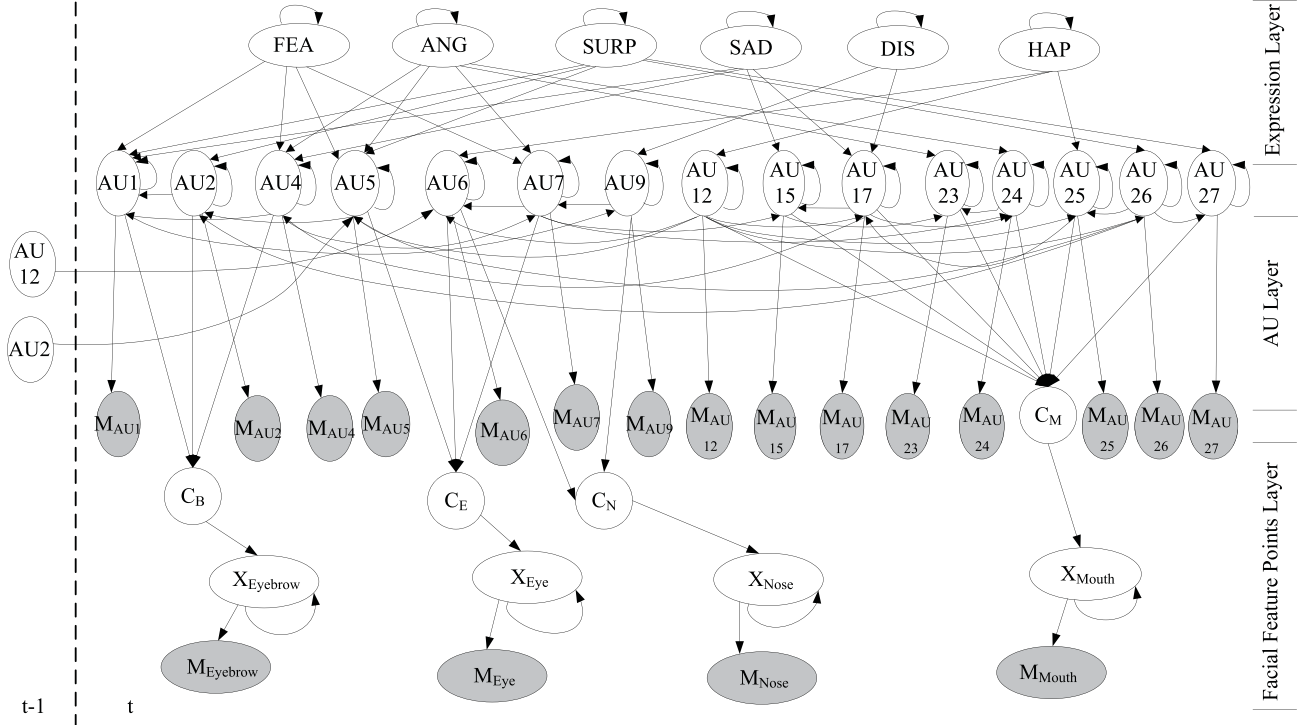 FEA ANG SURP SAD DIS HAP
Expression Layer
AU1 AU2 AU4 AU5 AU6 AU7 AU9 AU 12 AU 15 AU 17 AU 23 AU 24 AU 25 AU 26 AU 27
AU 12
AU2
AU Layer
MAU1 MAU2 MAU4 MAU5 MAU6 MAU7 MAU9 MAU 12 MAU 15 MAU 17 MAU 23 MAU 24 CM MAU 25 MAU 26 MAU 27
CB CE CN
XEyebrow XEye XNose XMouth
MEyebrow MEye MNose MMouth
Facial Feature Points Layer
t-1 t